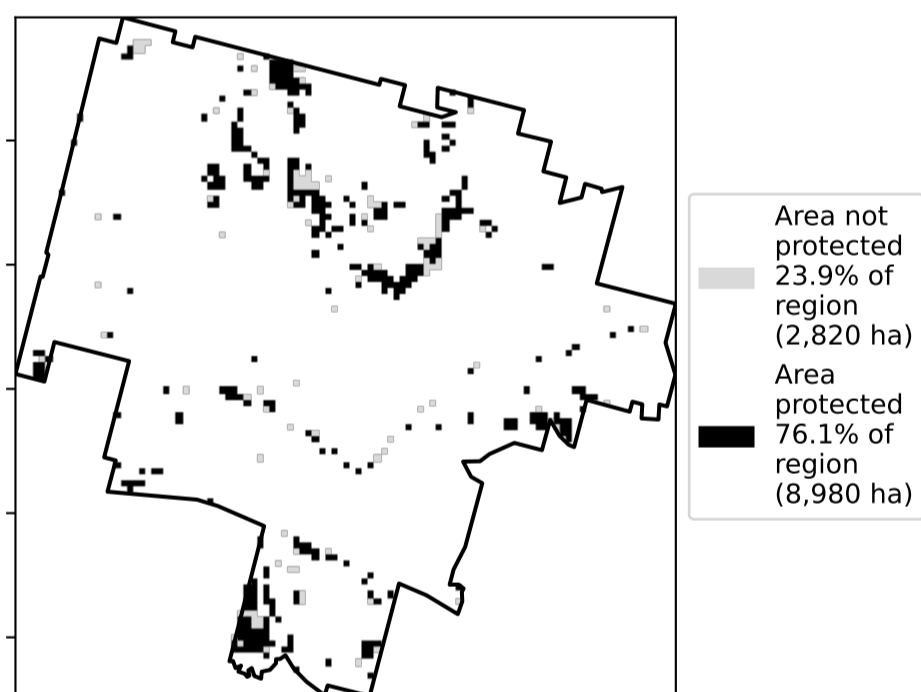 Area not
protected
23.9% of
region
(2,820 ha)
Area
protected
76.1% of
region
(8,980 ha)